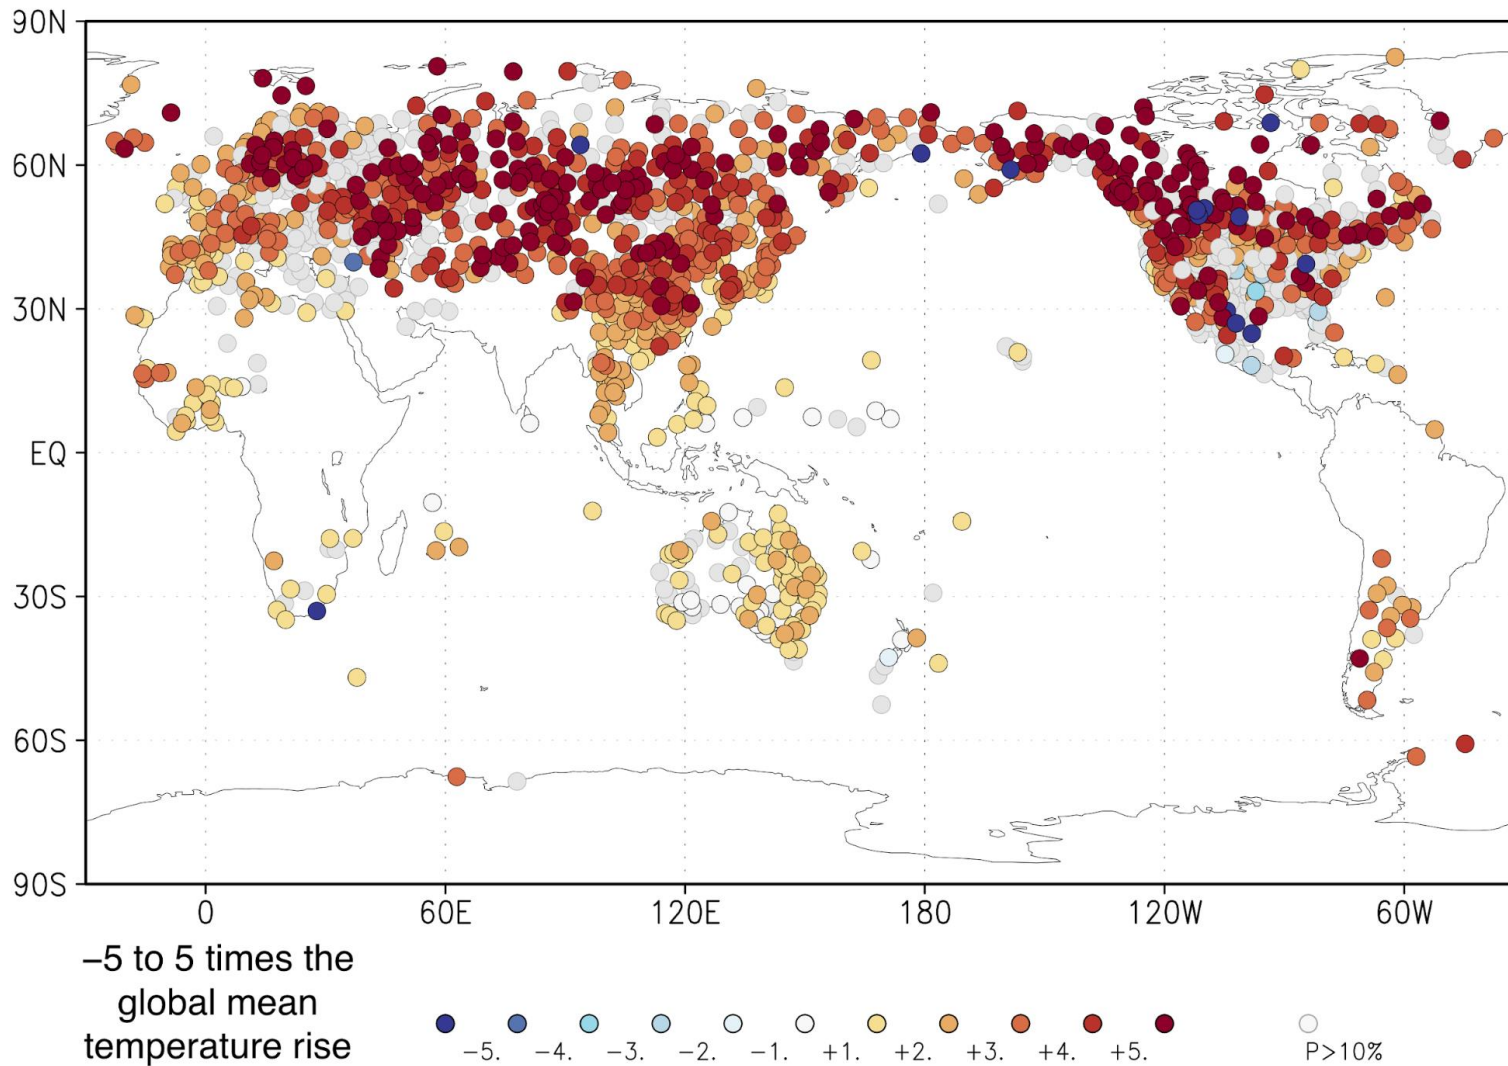 90N
60N
30N
EQ
30S
60S
90S
0 60E 120E 180 120W 60W
–5 to 5 times the
global mean
temperature rise
−5. −4. −3. −2. −1. +1. +2. +3. +4. +5. P>10%